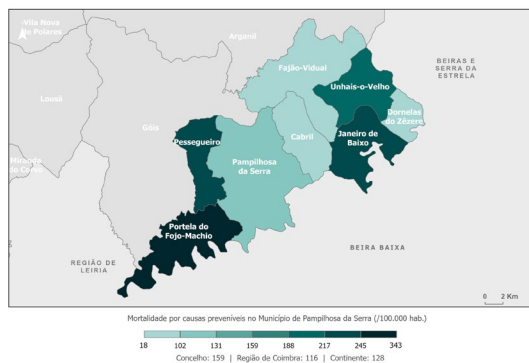 Vila Nova
de Poiares
Arganil
Fajão-Vidual
BEIRAS E
SERRA DA
ESTRELA
Unhais-o-Velho
Lousã
Dornelas
do Zêzere
Góis
Pessegueiro
Cabril
Janeiro de
Baixo
Miranda
do Corvo
Pampilhosa
da Serra
Portela do
Fojo-Machio
BEIRA BAIXA
REGIÃO DE
LEIRIA
0 2 Km
Mortalidade por causas preveníveis no Município de Pampilhosa da Serra (/100.000 hab.)
18 102 131 159 188 217 245 343
Concelho: 159 | Região de Coimbra: 116 | Continente: 128